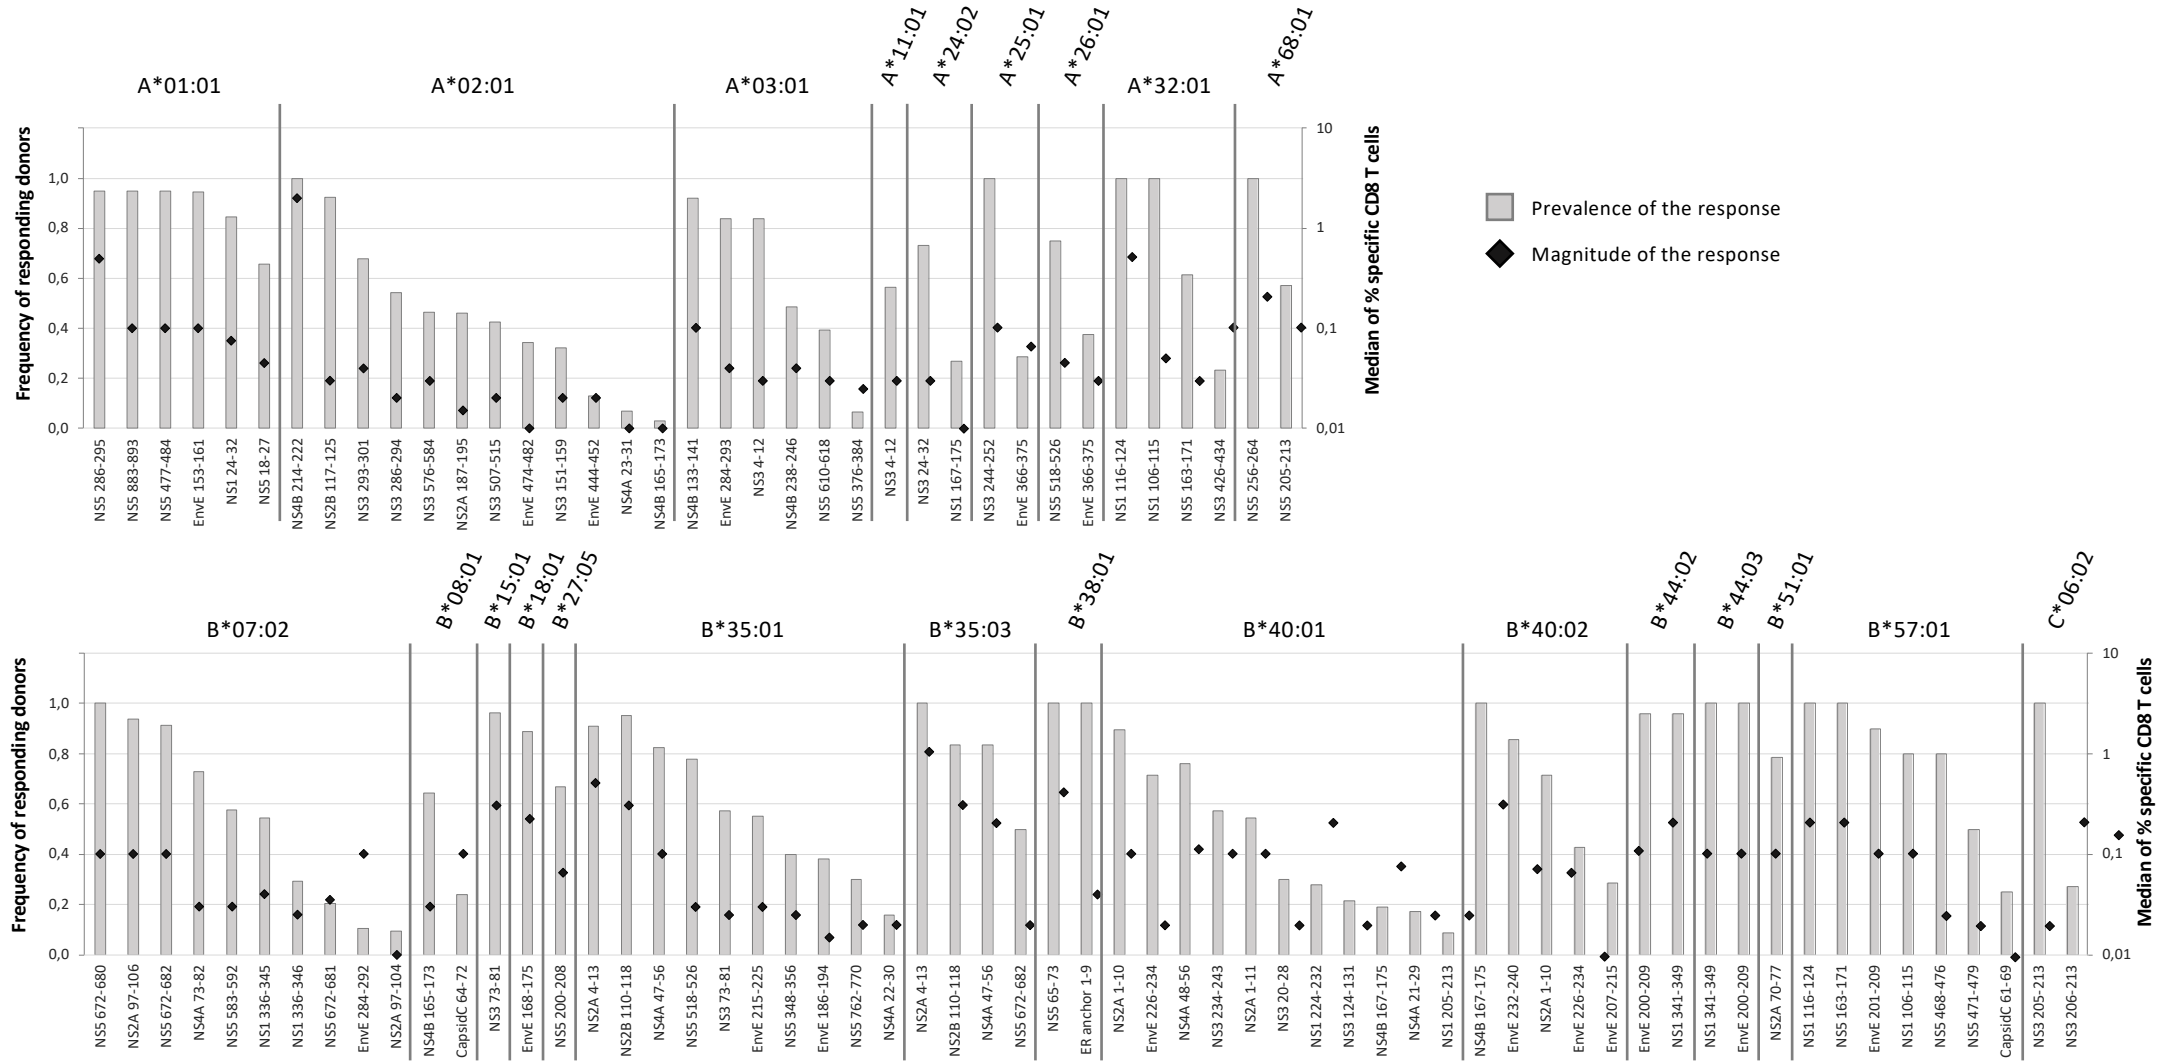 A*01:01 A*02:01 A*03:01 A*11:01 A*24:02 A*25:01 A*26:01 A*32:01 A*68:01
Frequency of responding donors
1,0
0,8
0,6
0,4
0,2
0,0
10
1
0,1
0,01
Median of % specific CD8 T cells
Prevalence of the response
Magnitude of the response
NS5 286-295
NS5 883-893
NS5 477-484
EnvE 153-161
NS1 24-32
NS5 18-27
NS4B 214-222
NS2B 117-125
NS3 293-301
NS3 286-294
NS3 576-584
NS2A 187-195
NS3 507-515
EnvE 474-482
NS3 151-159
EnvE 444-452
NS4A 23-31
NS4B 165-173
NS4B 133-141
EnvE 284-293
NS3 4-12
NS4B 238-246
NS5 610-618
NS5 376-384
NS3 4-12
NS3 24-32
NS1 167-175
NS3 244-252
EnvE 366-375
NS5 518-526
EnvE 366-375
NS1 116-124
NS1 106-115
NS5 163-171
NS3 426-434
NS5 256-264
NS5 205-213
B*07:02 B*08:01 B*15:01 B*18:01 B*27:05 B*35:01 B*35:03 B*38:01 B*40:01 B*40:02 B*44:02 B*44:03 B*51:01 B*57:01 C*06:02
Frequency of responding donors
1,0
0,8
0,6
0,4
0,2
0,0
10
1
0,1
0,01
Median of % specific CD8 T cells
NS5 672-680
NS2A 97-106
NS5 672-682
NS4A 73-82
NS5 583-592
NS1 336-345
NS1 336-346
NS5 672-681
EnvE 284-292
NS2A 97-104
NS4B 165-173
CapsidC 64-72
NS3 73-81
EnvE 168-175
NS5 200-208
NS2A 4-13
NS2B 110-118
NS4A 47-56
NS5 518-526
NS3 73-81
EnvE 215-225
NS5 348-356
EnvE 186-194
NS5 762-770
NS4A 22-30
NS2A 4-13
NS2B 110-118
NS4A 47-56
NS5 672-682
NS5 65-73
ER anchor 1-9
NS2A 1-10
EnvE 226-234
NS4A 48-56
NS3 234-243
NS2A 1-11
NS3 20-28
NS1 224-232
NS3 124-131
NS4B 167-175
NS4A 21-29
NS1 205-213
NS4B 167-175
EnvE 232-240
NS2A 1-10
EnvE 226-234
EnvE 207-215
EnvE 200-209
NS1 341-349
NS1 341-349
EnvE 200-209
NS2A 70-77
NS1 116-124
NS5 163-171
EnvE 201-209
NS1 106-115
NS5 468-476
NS5 471-479
CapsidC 61-69
NS3 205-213
NS3 206-213